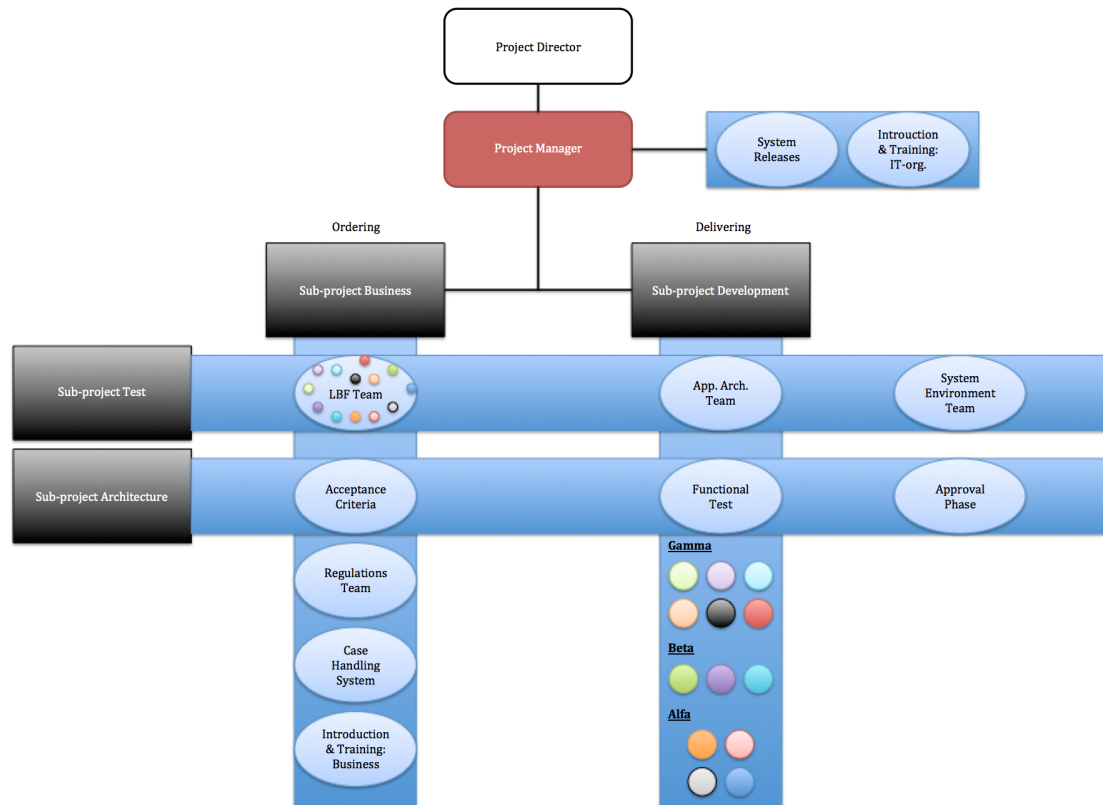 Project Director
Project Manager
System
Releases
Introuction
& Training:
IT-org.
Ordering
Delivering
Sub-project Business
Sub-project Development
Sub-project Test
LBF Team
App. Arch.
Team
System
Environment
Team
Sub-project Architecture
Acceptance
Criteria
Functional
Test
Approval
Phase
Regulations
Team
Case
Handling
System
Introduction
& Training:
Business
Gamma
Beta
Alfa